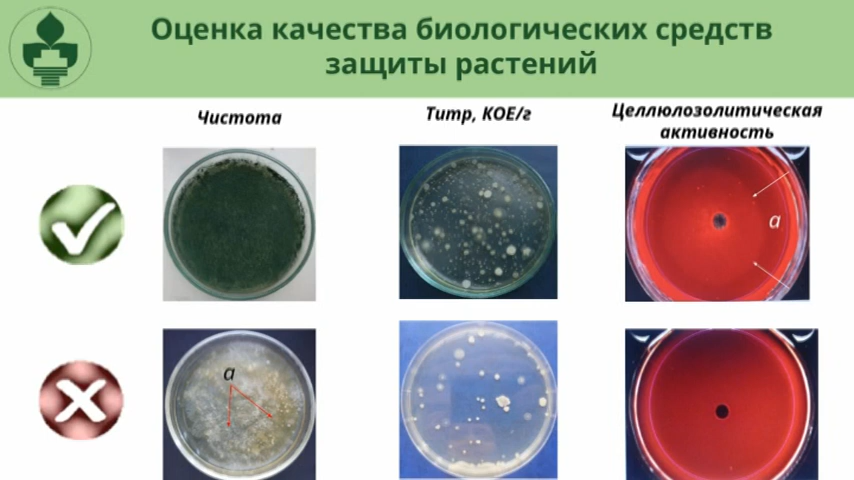 Оценка качества биологических средств
защиты растений
Чистота
Титр, КОЕ/г
Целлюлозолитическая
активность
a
a